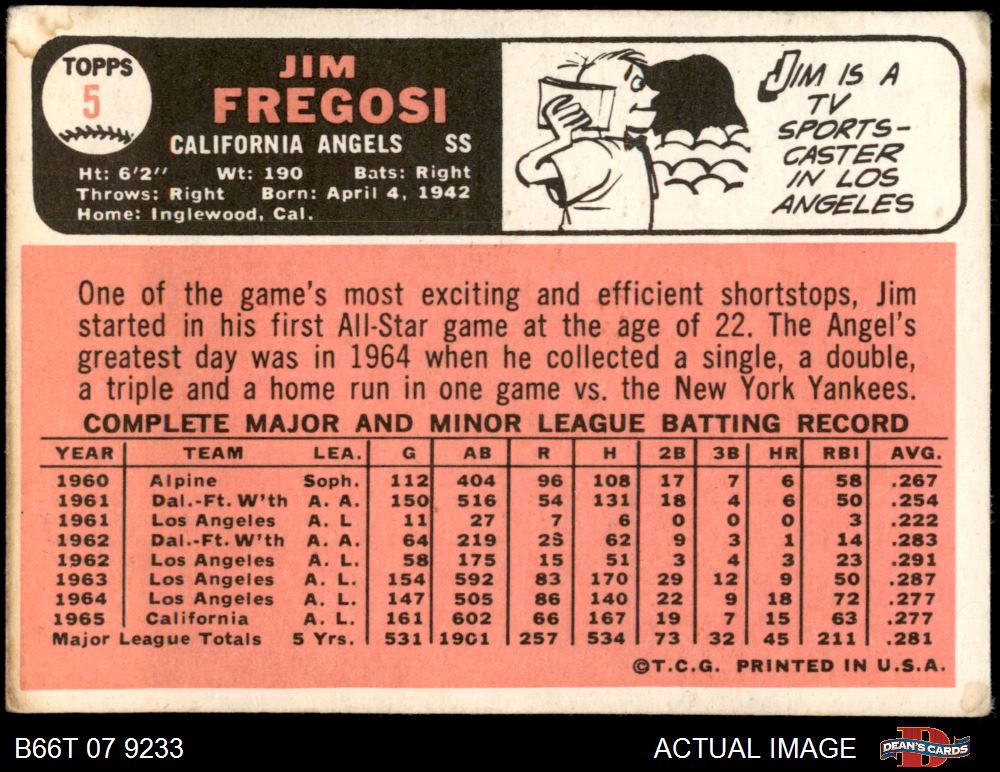 TOPPS
5
JIM
FREGOSI
CALIFORNIA ANGELS SS
Ht: 6'2" Wt: 190 Bats: Right
Throws: Right Born: April 4, 1942
Home: Inglewood, Cal.
JIM IS A
TV
SPORTS-
CASTER
IN LOS
ANGELES
One of the game's most exciting and efficient shortstops, Jim
started in his first All-Star game at the age of 22. The Angel's
greatest day was in 1964 when he collected a single, a double,
a triple and a home run in one game vs. the New York Yankees.
COMPLETE MAJOR AND MINOR LEAGUE BATTING RECORD
YEAR TEAM LEA. G AB R H 2B 3B HR RBI AVG.
1960 Alpine Soph. 112 404 96 108 17 7 6 58 .267
1961 Dal.-Ft. W'th A. A. 150 516 54 131 18 4 6 50 .254
1961 Los Angeles A. L 11 27 7 6 0 0 0 3 .222
1962 Dal.-Ft. W'th A. A. 64 219 28 62 9 3 1 14 .283
1962 Los Angeles A. L. 58 175 15 51 3 4 3 23 .291
1963 Los Angeles A. L. 154 592 83 170 29 12 9 50 .287
1964 Los Angeles A. L. 147 505 86 140 22 9 18 72 .277
1965 California A. L. 161 602 66 167 19 7 15 63 .277
Major League Totals 5 Yrs. 531 1901 257 534 73 32 45 211 .281
©T.C.G. PRINTED IN U.S.A.
B66T 07 9233
ACTUAL IMAGE
DEAN'S CARDS